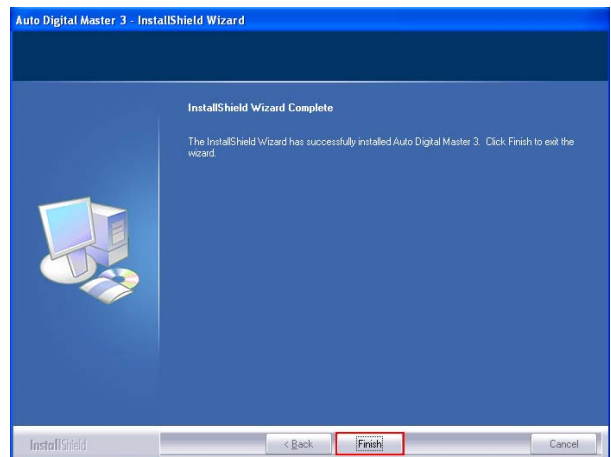 Auto Digital Master 3 - InstallShield Wizard
InstallShield Wizard Complete
The InstallShield Wizard has successfully installed Auto Digital Master 3. Click Finish to exit the
wizard.
InstallShield
< Back Finish Cancel